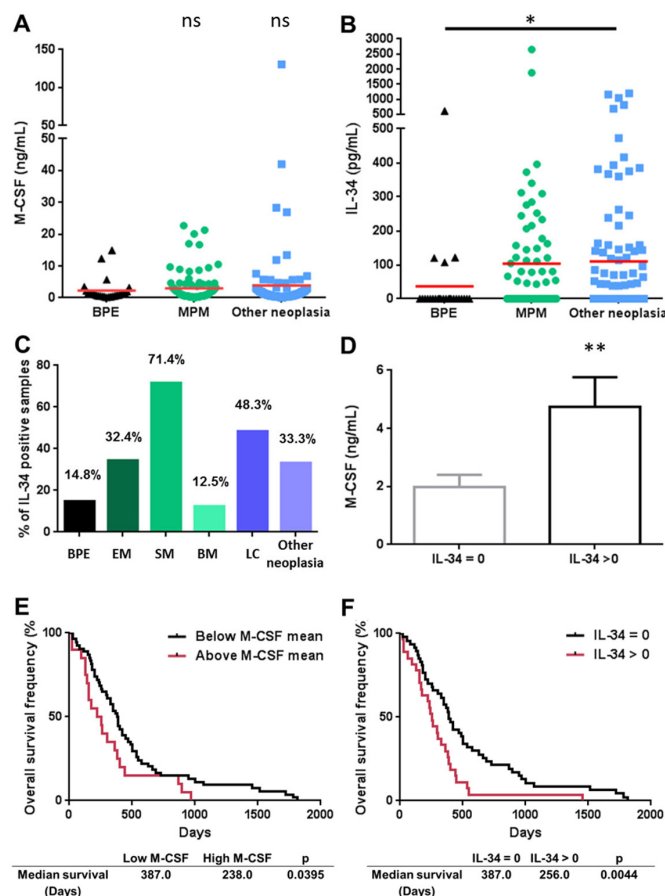 A
ns
ns
M-CSF (ng/mL)
150
100
50
50
40
30
20
10
0
BPE
MPM
Other neoplasia
B
*
IL-34 (pg/mL)
3000
2500
2000
1500
1000
500
500
400
300
200
100
0
BPE
MPM
Other neoplasia
C
% of IL-34 positive samples
80
60
40
20
0
14.8%
32.4%
71.4%
12.5%
48.3%
33.3%
BPE
EM
SM
BM
LC
Other
neoplasia
D
**
M-CSF (ng/mL)
6
4
2
0
IL-34 = 0
IL-34 >0
E
Overall survival frequency (%
100
50
0
Below M-CSF mean
Above M-CSF mean
0
500
1000
1500
2000
Days
Low M-CSF High M-CSF p
Median survival 387.0 238.0 0.0395
(Days)
F
Overall survival frequency (%
100
50
0
IL-34 = 0
IL-34 > 0
0
500
1000
1500
2000
Days
IL-34 = 0 IL-34 > 0 p
Median survival 387.0 256.0 0.0044
(Days)